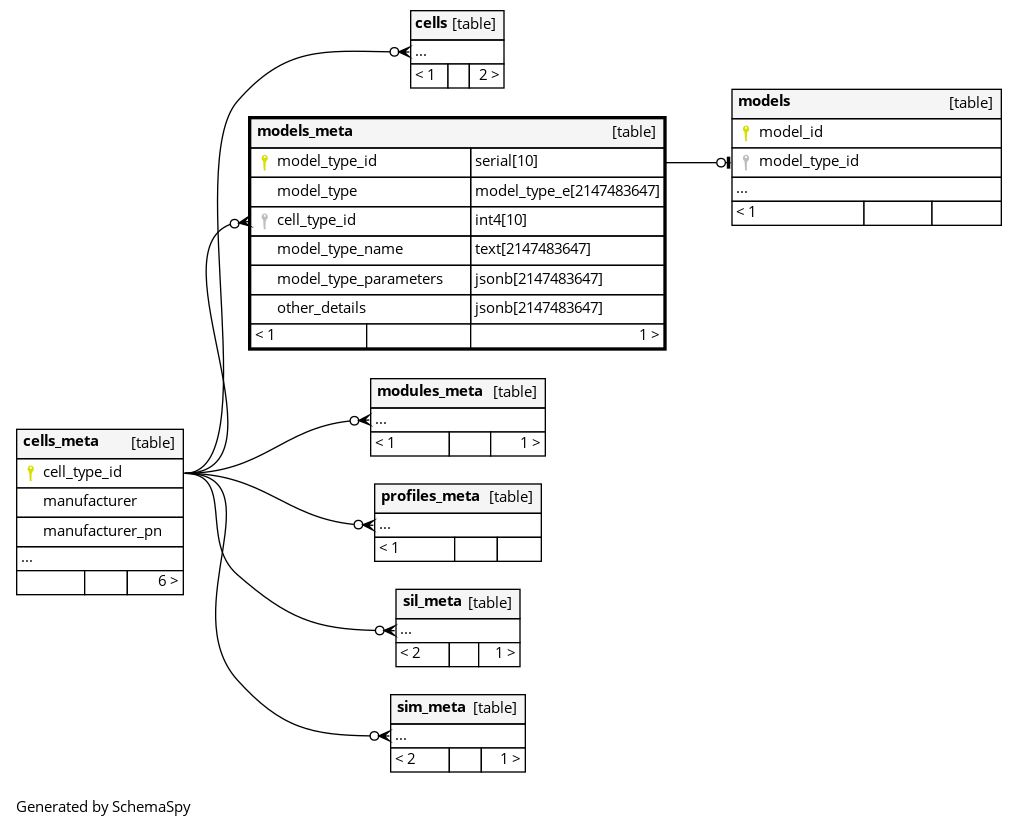 cells [table]
...
< 1 2 >
models_meta [table]
model_type_id serial[10]
model_type model_type_e[2147483647]
cell_type_id int4[10]
model_type_name text[2147483647]
model_type_parameters jsonb[2147483647]
other_details jsonb[2147483647]
< 1 1 >
models [table]
model_id
model_type_id
...
< 1
modules_meta [table]
...
< 1 1 >
cells_meta [table]
cell_type_id
manufacturer
manufacturer_pn
...
6 >
profiles_meta [table]
...
< 1
sil_meta [table]
...
< 2 1 >
sim_meta [table]
...
< 2 1 >
Generated by SchemaSpy